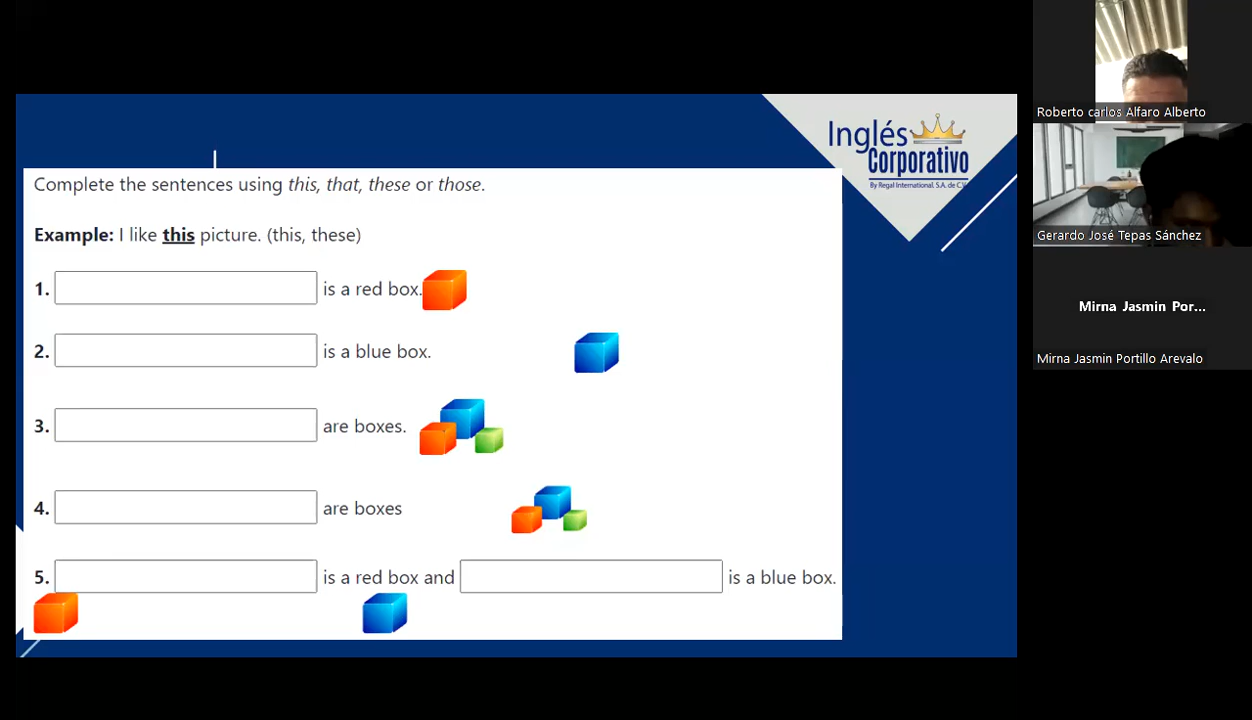 Inglés
Corporativo
By Regal International, S.A. de C.V.
Complete the sentences using this, that, these or those.
Example: I like this picture. (this, these)
1. is a red box.
2. is a blue box.
3. are boxes.
4. are boxes
5. is a red box and is a blue box.
Roberto carlos Alfaro Alberto
Gerardo José Tepas Sánchez
Mirna Jasmin Por...
Mirna Jasmin Portillo Arevalo